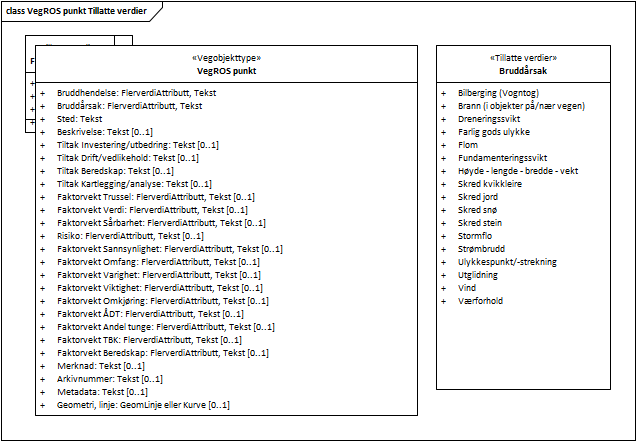 class VegROS punkt Tillatte verdier
«Vegobjekttype»
VegROS punkt
+ Bruddhendelse: FlerverdiAttributt, Tekst
+ Bruddårsak: FlerverdiAttributt, Tekst
+ Sted: Tekst
+ Beskrivelse: Tekst [0..1]
+ Tiltak Investering/utbedring: Tekst [0..1]
+ Tiltak Drift/vedlikehold: Tekst [0..1]
+ Tiltak Beredskap: Tekst [0..1]
+ Tiltak Kartlegging/analyse: Tekst [0..1]
+ Faktorvekt Trussel: FlerverdiAttributt, Tekst [0..1]
+ Faktorvekt Verdi: FlerverdiAttributt, Tekst [0..1]
+ Faktorvekt Sårbarhet: FlerverdiAttributt, Tekst [0..1]
+ Risiko: FlerverdiAttributt, Tekst [0..1]
+ Faktorvekt Sannsynlighet: FlerverdiAttributt, Tekst [0..1]
+ Faktorvekt Omfang: FlerverdiAttributt, Tekst [0..1]
+ Faktorvekt Varighet: FlerverdiAttributt, Tekst [0..1]
+ Faktorvekt Viktighet: FlerverdiAttributt, Tekst [0..1]
+ Faktorvekt Omkjøring: FlerverdiAttributt, Tekst [0..1]
+ Faktorvekt ÅDT: FlerverdiAttributt, Tekst [0..1]
+ Faktorvekt Andel tunge: FlerverdiAttributt, Tekst [0..1]
+ Faktorvekt TBK: FlerverdiAttributt, Tekst [0..1]
+ Faktorvekt Beredskap: FlerverdiAttributt, Tekst [0..1]
+ Merknad: Tekst [0..1]
+ Arkivnummer: Tekst [0..1]
+ Metadata: Tekst [0..1]
+ Geometri, linje: GeomLinje eller Kurve [0..1]
«Tillatte verdier»
Bruddårsak
+ Bilberging (Vogntog)
+ Brann (i objekter på/nær vegen)
+ Dreneringssvikt
+ Farlig gods ulykke
+ Flom
+ Fundamenteringssvikt
+ Høyde - lengde - bredde - vekt
+ Skred kvikkleire
+ Skred jord
+ Skred snø
+ Skred stein
+ Stormflo
+ Strømbrudd
+ Ulykkespunkt/-strekning
+ Utglidning
+ Vind
+ Værforhold